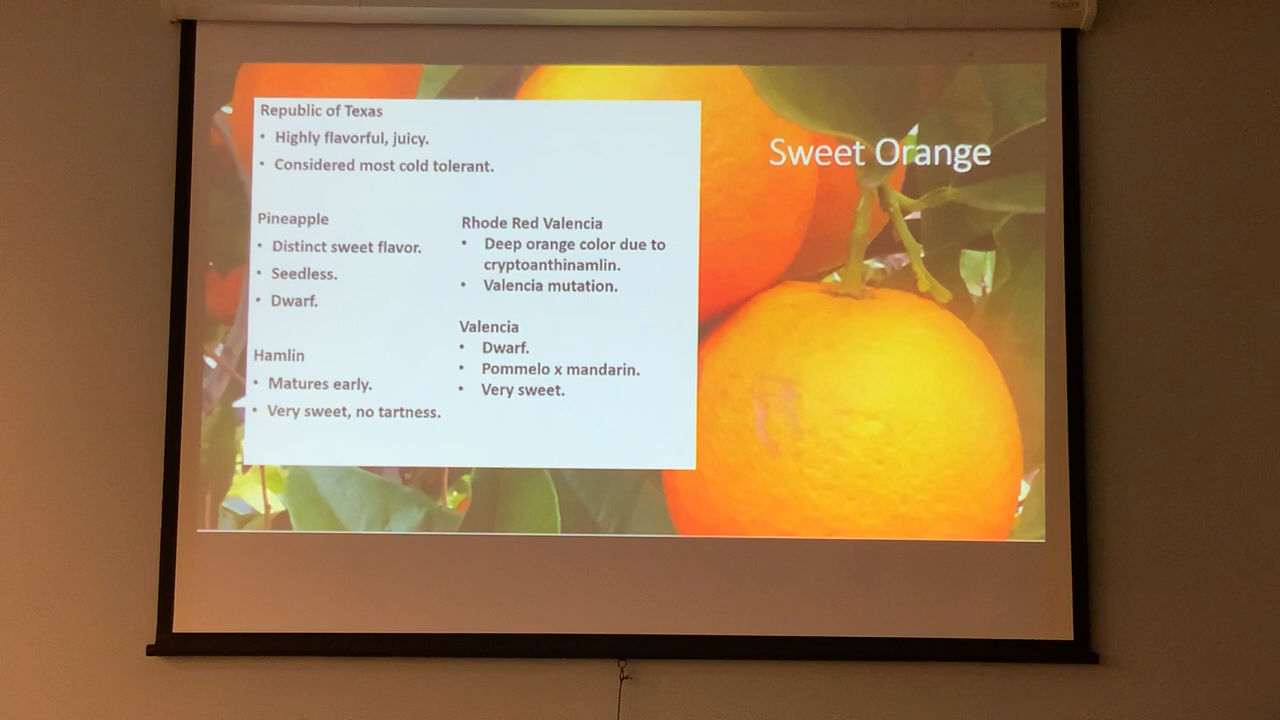 Republic of Texas
• Highly flavorful, juicy.
• Considered most cold tolerant.
Pineapple
• Distinct sweet flavor.
• Seedless.
• Dwarf.
Hamlin
• Matures early.
• Very sweet, no tartness.
Rhode Red Valencia
• Deep orange color due to
cryptoanthinamlin.
• Valencia mutation.
Valencia
• Dwarf.
• Pommelo x mandarin.
• Very sweet.
Sweet Orange